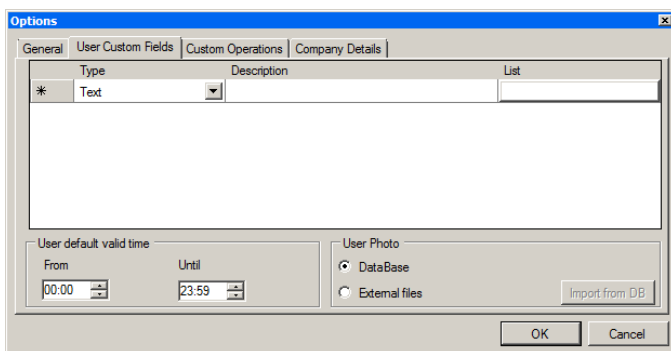 Options
General User Custom Fields Custom Operations Company Details
Type Description List
* Text
User default valid time User Photo
From Until DataBase
00:00 23:59 External files Import from DB
OK Cancel